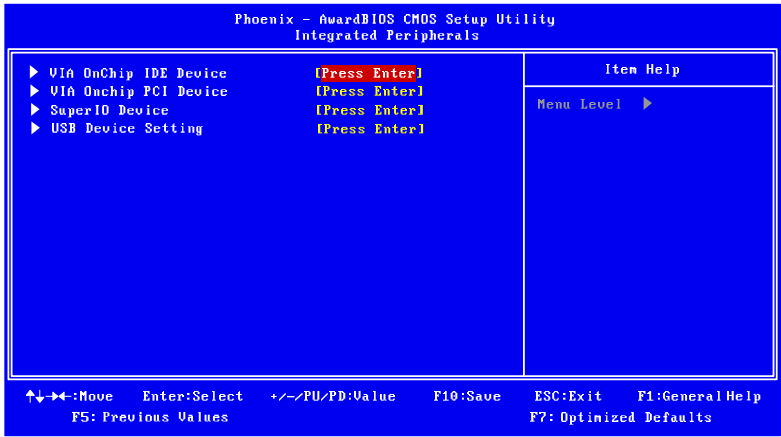 Phoenix - AwardBIOS CMOS Setup Utility
Integrated Peripherals
VIA OnChip IDE Device [Press Enter]
VIA Onchip PCI Device [Press Enter]
SuperIO Device [Press Enter]
USB Device Setting [Press Enter]
Item Help
Menu Level
↑↓→←:Move Enter:Select +/-/PU/PD:Value F10:Save ESC:Exit F1:General Help
F5: Previous Values F7: Optimized Defaults